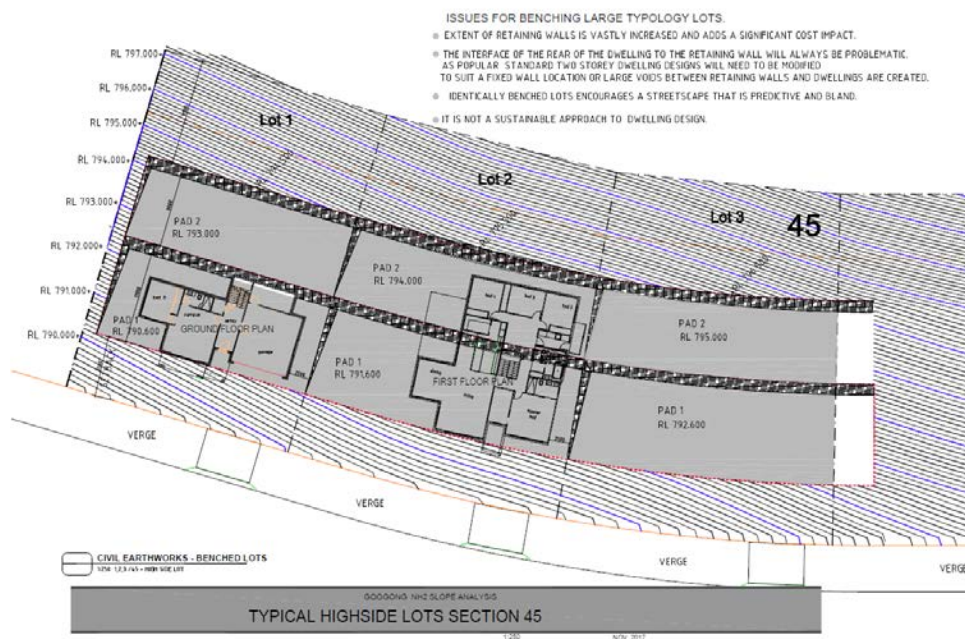 ISSUES FOR BENCHING LARGE TYPOLOGY LOTS.
EXTENT OF RETAINING WALLS IS VASTLY INCREASED AND ADDS A SIGNIFICANT COST IMPACT.
THE INTERFACE OF THE REAR OF THE DWELLING TO THE RETAINING WALL WILL ALWAYS BE PROBLEMATIC.
AS POPULAR STANDARD TWO STOREY DWELLING DESIGNS WILL NEED TO BE MODIFIED
TO SUIT A FIXED WALL LOCATION OR LARGE VOIDS BETWEEN RETAINING WALLS AND DWELLINGS ARE CREATED.
IDENTICALLY BENCHED LOTS ENCOURAGES A STREETSCAPE THAT IS PREDICTIVE AND BLAND.
IT IS NOT A SUSTAINABLE APPROACH TO DWELLING DESIGN.
RL 797.000
RL 796.000
RL 795.000
RL 794.000
RL 793.000
RL 792.000
RL 791.000
RL 790.000
Lot 1
Lot 2
Lot 3
45
PAD 2
RL 793.000
PAD 2
RL 794.000
PAD 2
RL 795.000
PAD 1
RL 790.600
GROUND FLOOR PLAN
PAD 1
RL 791.600
FIRST FLOOR PLAN
PAD 1
RL 792.600
VERGE
VERGE
VERGE
VERGE
VERGE
CIVIL EARTHWORKS - BENCHED LOTS
GOOGONG NH2 SLOPE ANALYSIS
TYPICAL HIGHSIDE LOTS SECTION 45
1:250
NOV. 2017